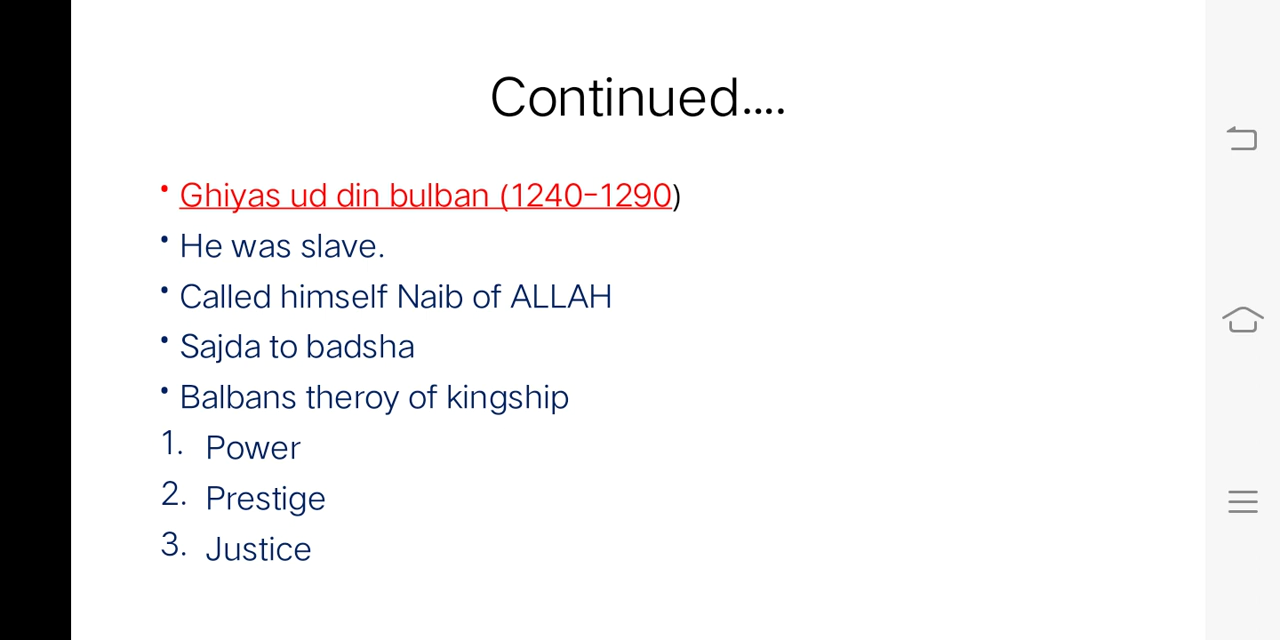 Continued....
• Ghiyas ud din bulban (1240-1290)
• He was slave.
• Called himself Naib of ALLAH
• Sajda to badsha
• Balbans theroy of kingship
1. Power
2. Prestige
3. Justice